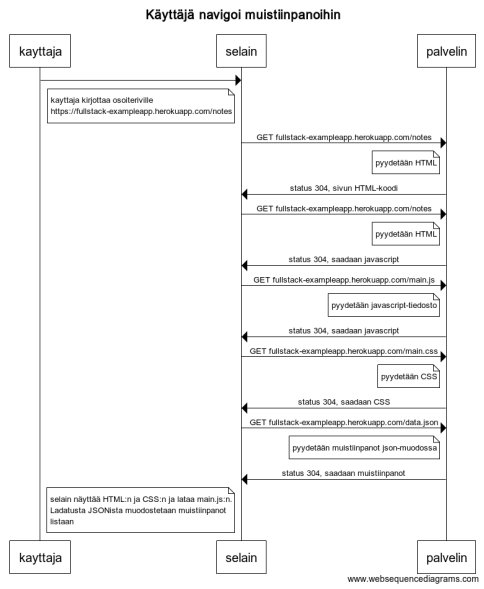 Käyttäjä navigoi muistiinpanoihin
kayttaja
selain
palvelin
kayttaja kirjottaa osoiteriville
https://fullstack-exampleapp.herokuapp.com/notes
GET fullstack-exampleapp.herokuapp.com/notes
pyydetään HTML
status 304, sivun HTML-koodi
GET fullstack-exampleapp.herokuapp.com/notes
pyydetään HTML
status 304, saadaan javascript
GET fullstack-exampleapp.herokuapp.com/main.js
pyydetään javascript-tiedosto
status 304, saadaan javascript
GET fullstack-exampleapp.herokuapp.com/main.css
pyydetään CSS
status 304, saadaan CSS
GET fullstack-exampleapp.herokuapp.com/data.json
pyydetään muistiinpanot json-muodossa
status 304, saadaan muistiinpanot
selain näyttää HTML:n ja CSS:n ja lataa main.js:n.
Ladatusta JSONista muodostetaan muistiinpanot
listaan
kayttaja
selain
palvelin
www.websequencediagrams.com